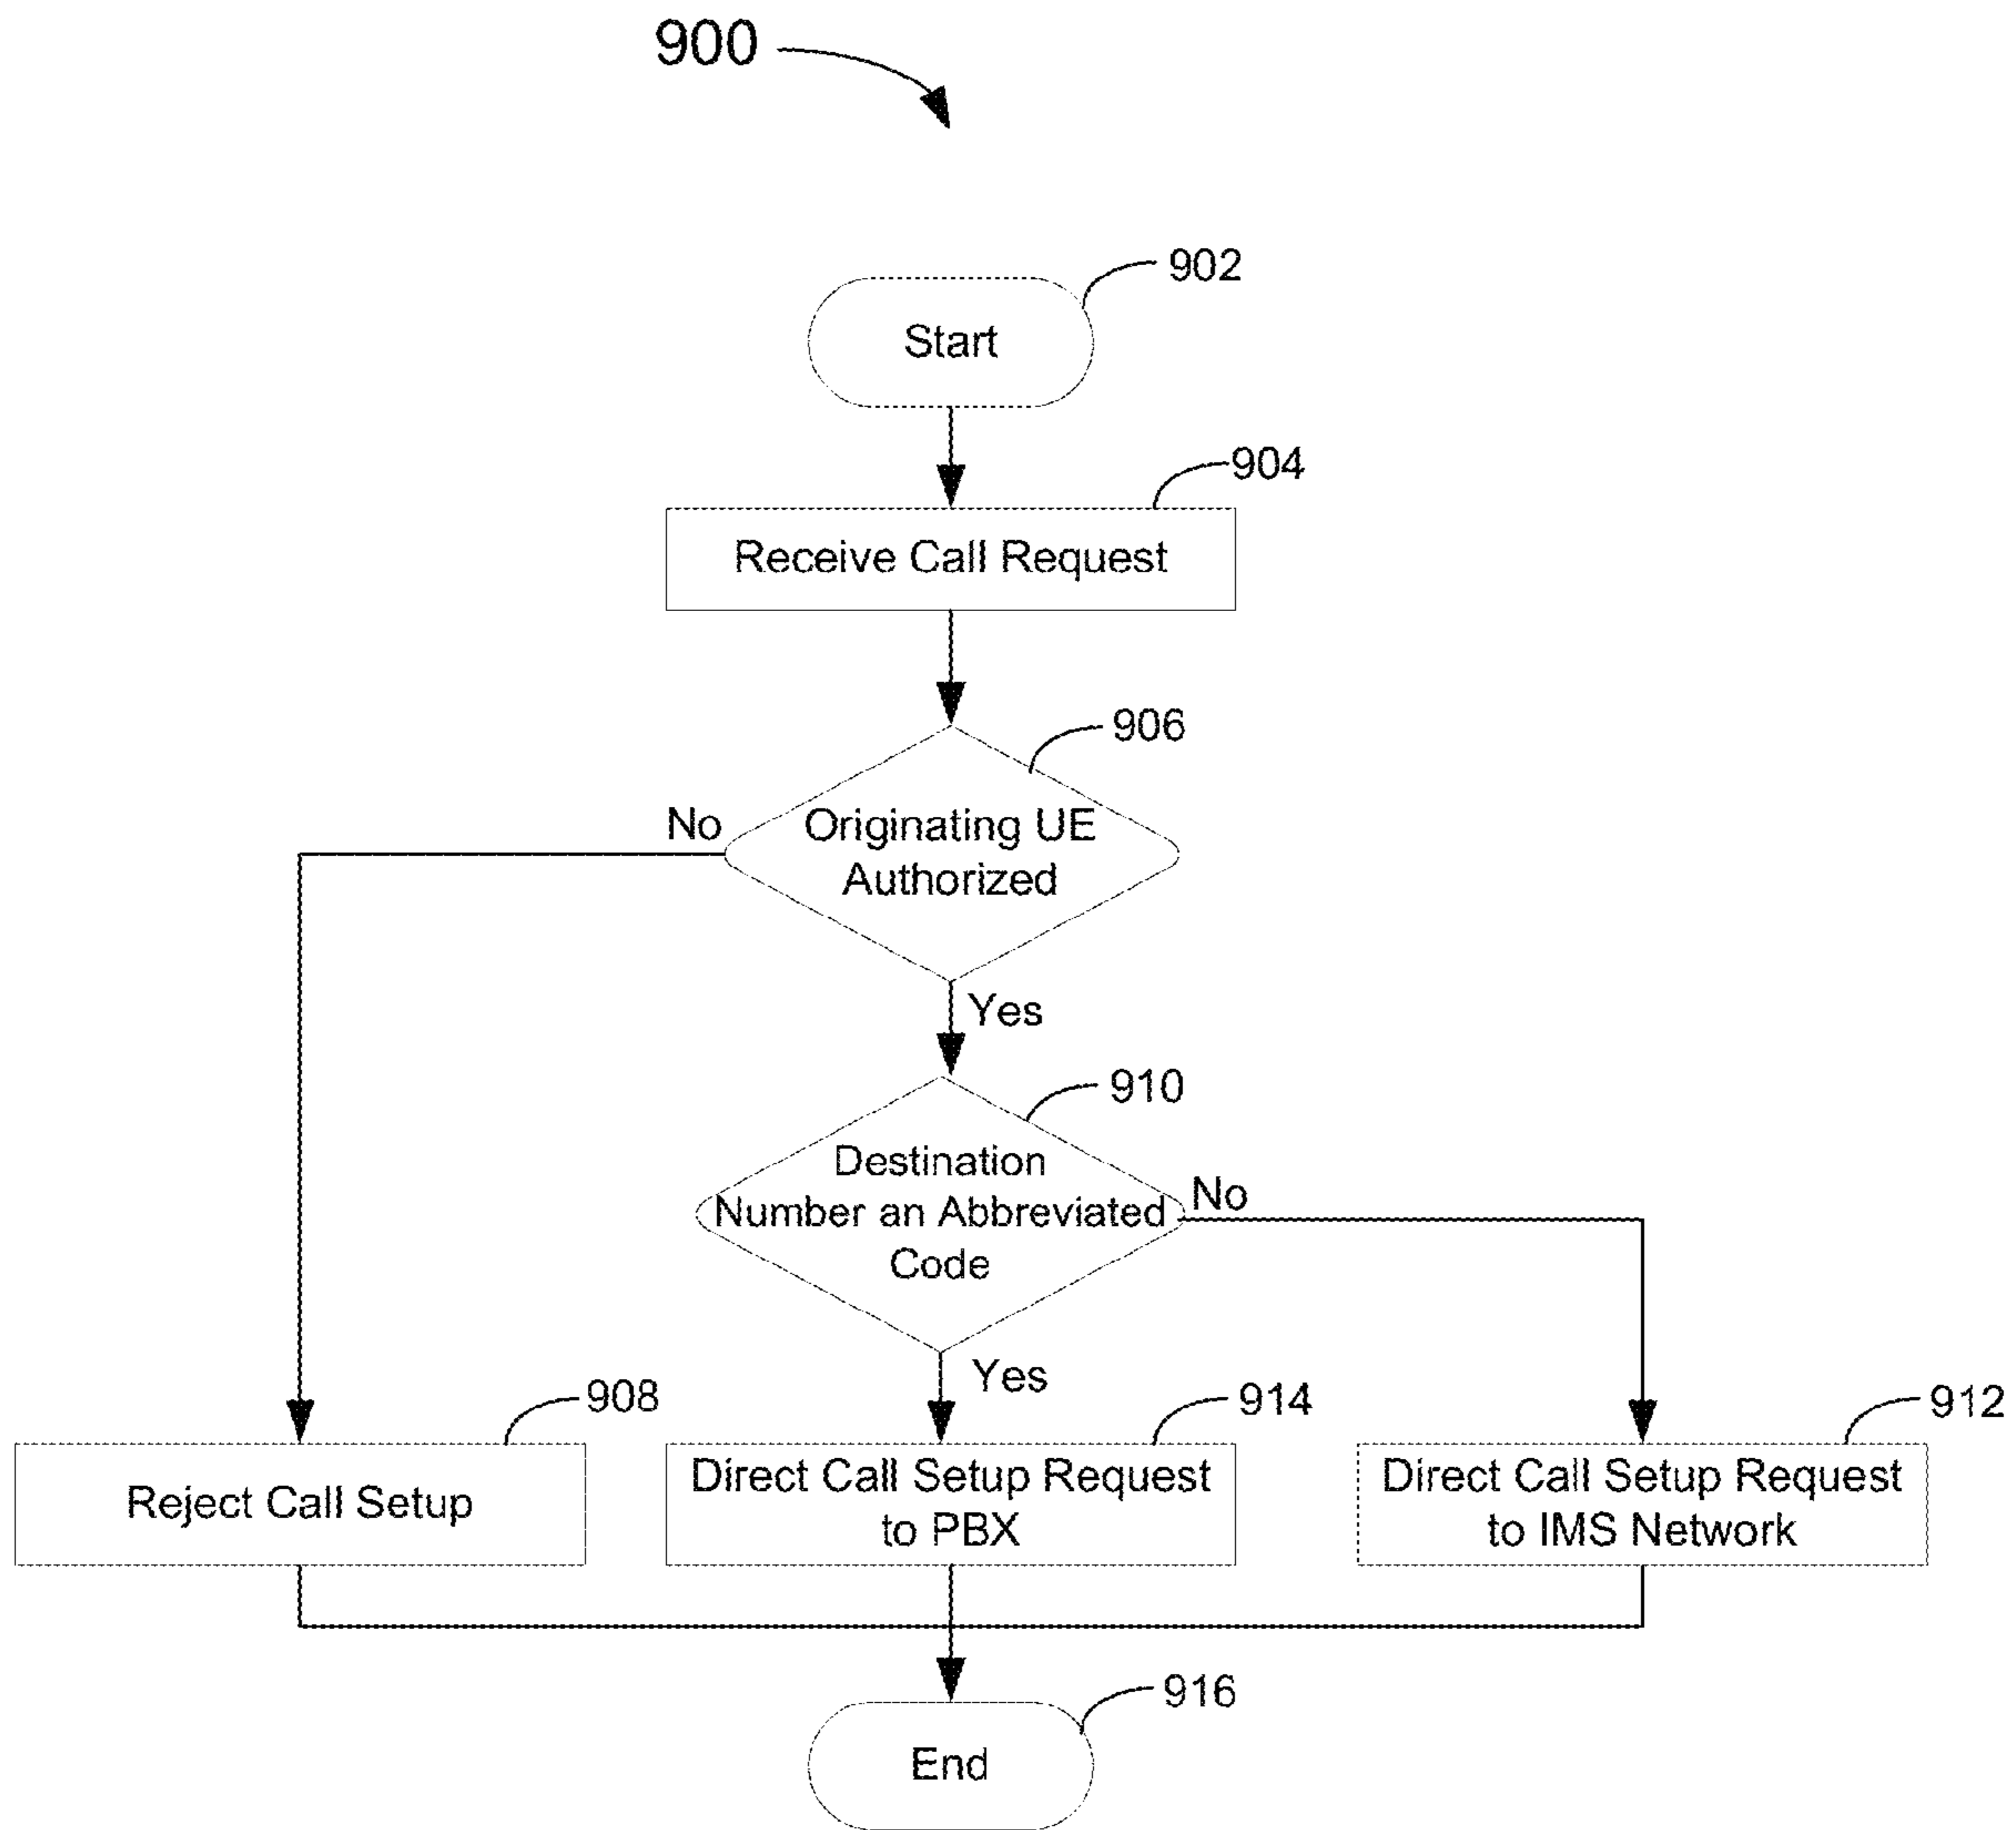 900
902
Start
904
Receive Call Request
906
No
Originating UE
Authorized
Yes
910
Destination
Number an Abbreviated
Code
No
Yes
908
914
912
Reject Call Setup
Direct Call Setup Request
to PBX
Direct Call Setup Request
to IMS Network
916
End